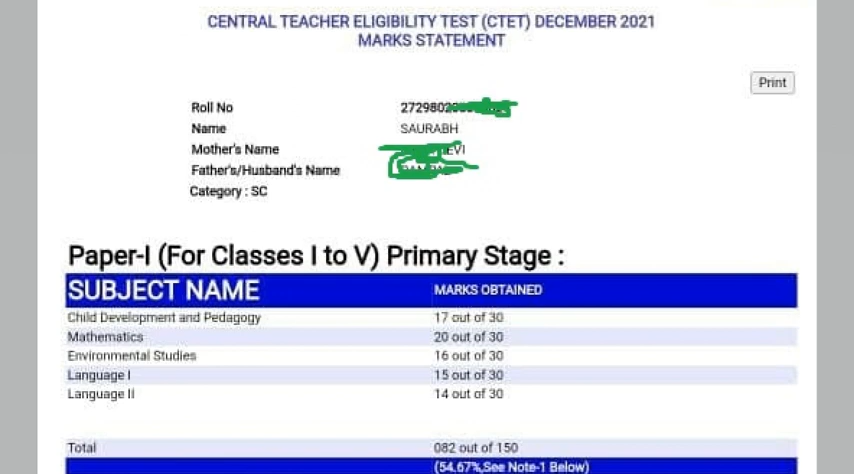 CENTRAL TEACHER ELIGIBILITY TEST (CTET) DECEMBER 2021
MARKS STATEMENT
Print
Roll No
Name SAURABH
Mother's Name
Father's/Husband's Name
Category : SC
Paper-I (For Classes I to V) Primary Stage :
SUBJECT NAME MARKS OBTAINED
Child Development and Pedagogy 17 out of 30
Mathematics 20 out of 30
Environmental Studies 16 out of 30
Language I 15 out of 30
Language II 14 out of 30
Total 082 out of 150
(54.67%,See Note-1 Below)